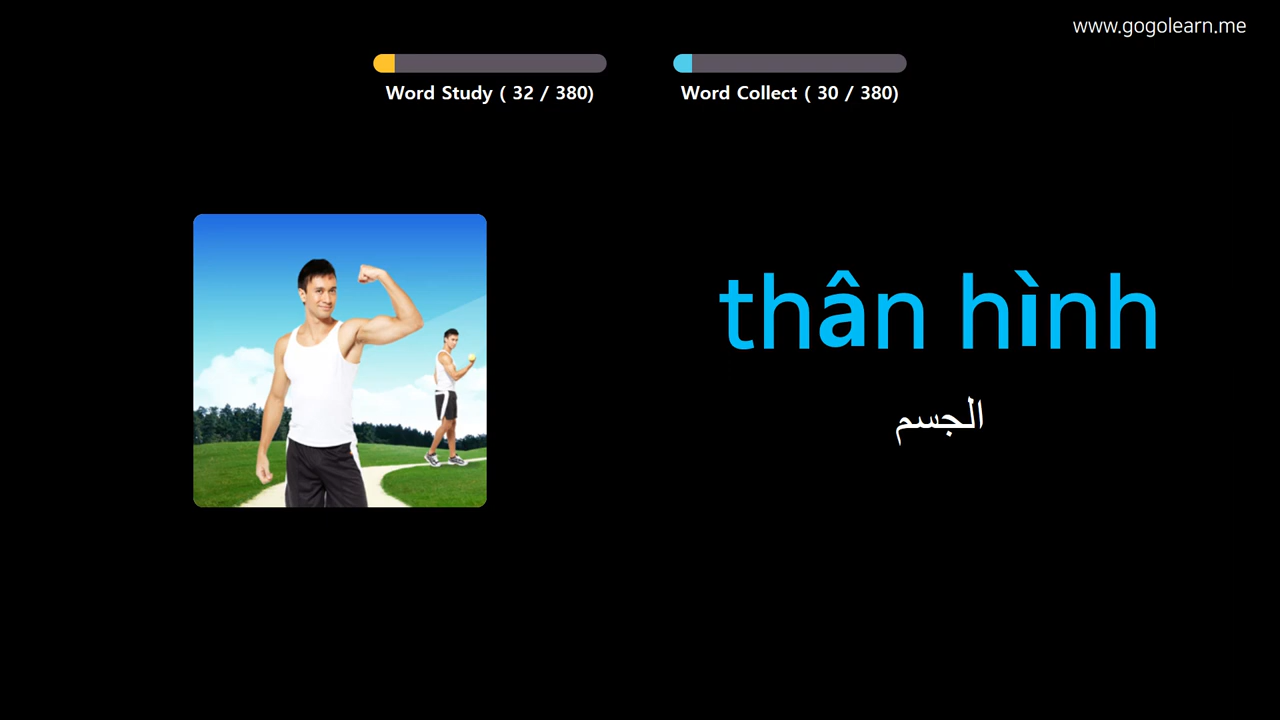 www.gogolearn.me
Word Study ( 32 / 380)
Word Collect ( 30 / 380)
thân hình
الجسم